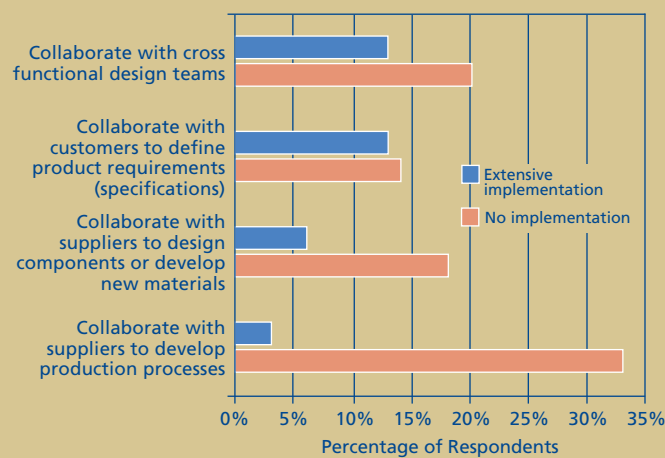 Collaborate with cross
functional design teams
Collaborate with
customers to define
product requirements
(specifications)
Collaborate with
suppliers to design
components or develop
new materials
Collaborate with
suppliers to develop
production processes
Extensive
implementation
No implementation
0% 5% 10% 15% 20% 25% 30% 35%
Percentage of Respondents